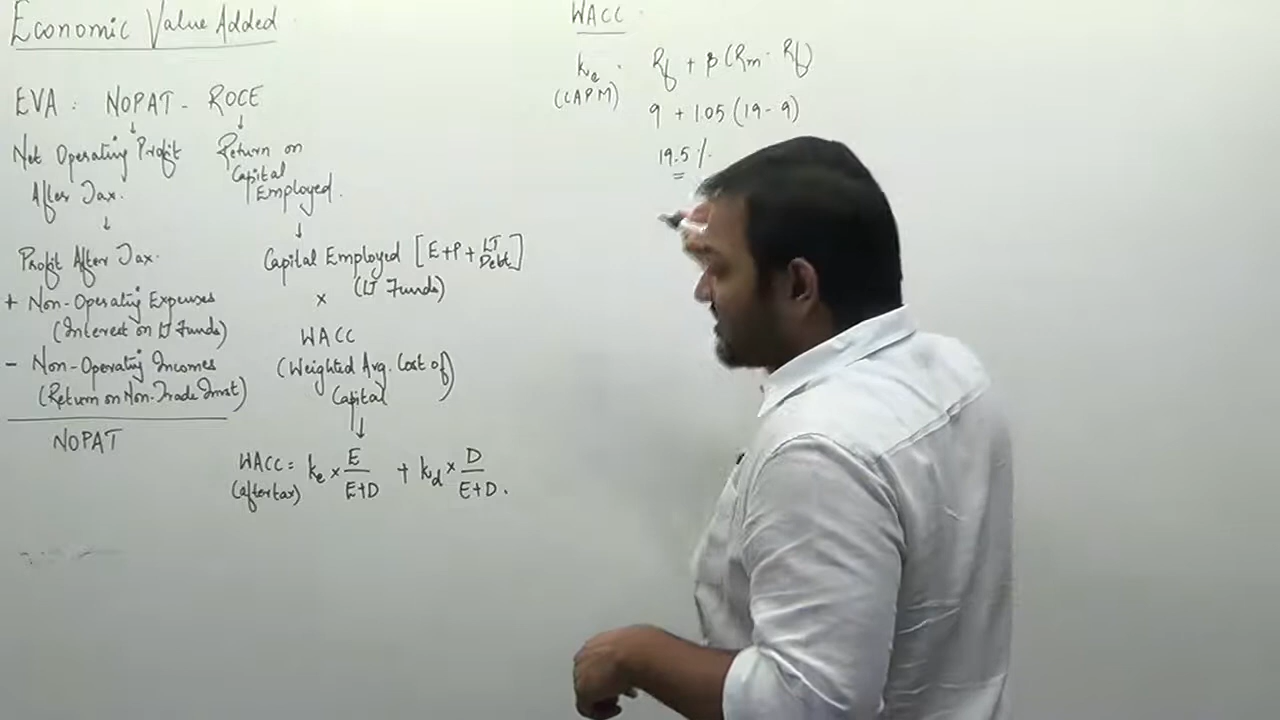 Economic Value Added
EVA : NOPAT - ROCE
↓ ↓
Net Operating Profit
After Tax.
↓
Profit After Tax.
+ Non-Operating Expenses
(Interest on LT Funds)
- Non-Operating Incomes
(Return on Non-Trade Invst)
NOPAT
Return on
Capital
Employed.
↓
Capital Employed [E+P+LT Debt]
(LT Funds)
×
WACC
(Weighted Avg. Cost of
Capital)
↓
WACC = ke × E/E+D + kd × D/E+D.
(aftertax)
WACC
ke . Rf + β (Rm - Rf)
(CAPM)
9 + 1.05 (19 - 9)
19.5 %.